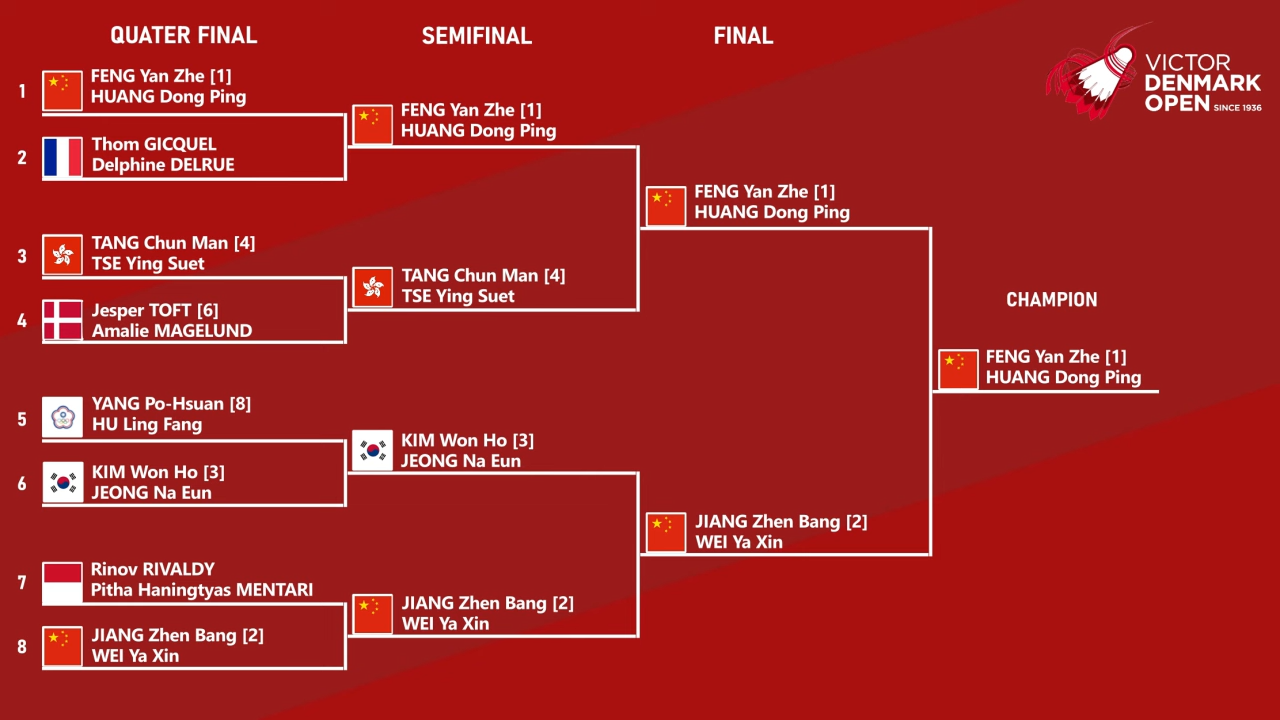 QUATER FINAL
SEMIFINAL
FINAL
VICTOR
DENMARK
OPEN SINCE 1936
1
FENG Yan Zhe [1]
HUANG Dong Ping
2
Thom GICQUEL
Delphine DELRUE
3
TANG Chun Man [4]
TSE Ying Suet
4
Jesper TOFT [6]
Amalie MAGELUND
5
YANG Po-Hsuan [8]
HU Ling Fang
6
KIM Won Ho [3]
JEONG Na Eun
7
Rinov RIVALDY
Pitha Haningtyas MENTARI
8
JIANG Zhen Bang [2]
WEI Ya Xin
FENG Yan Zhe [1]
HUANG Dong Ping
TANG Chun Man [4]
TSE Ying Suet
KIM Won Ho [3]
JEONG Na Eun
JIANG Zhen Bang [2]
WEI Ya Xin
FENG Yan Zhe [1]
HUANG Dong Ping
JIANG Zhen Bang [2]
WEI Ya Xin
CHAMPION
FENG Yan Zhe [1]
HUANG Dong Ping